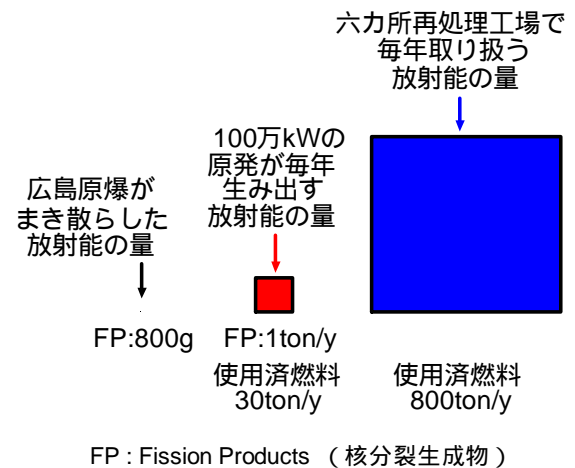 六カ所再処理工場で
毎年取り扱う
放射能の量
100万kWの
原発が毎年
生み出す
放射能の量
広島原爆が
まき散らした
放射能の量
FP:800g
FP:1ton/y
使用済燃料
30ton/y
使用済燃料
800ton/y
FP : Fission Products （核分裂生成物）